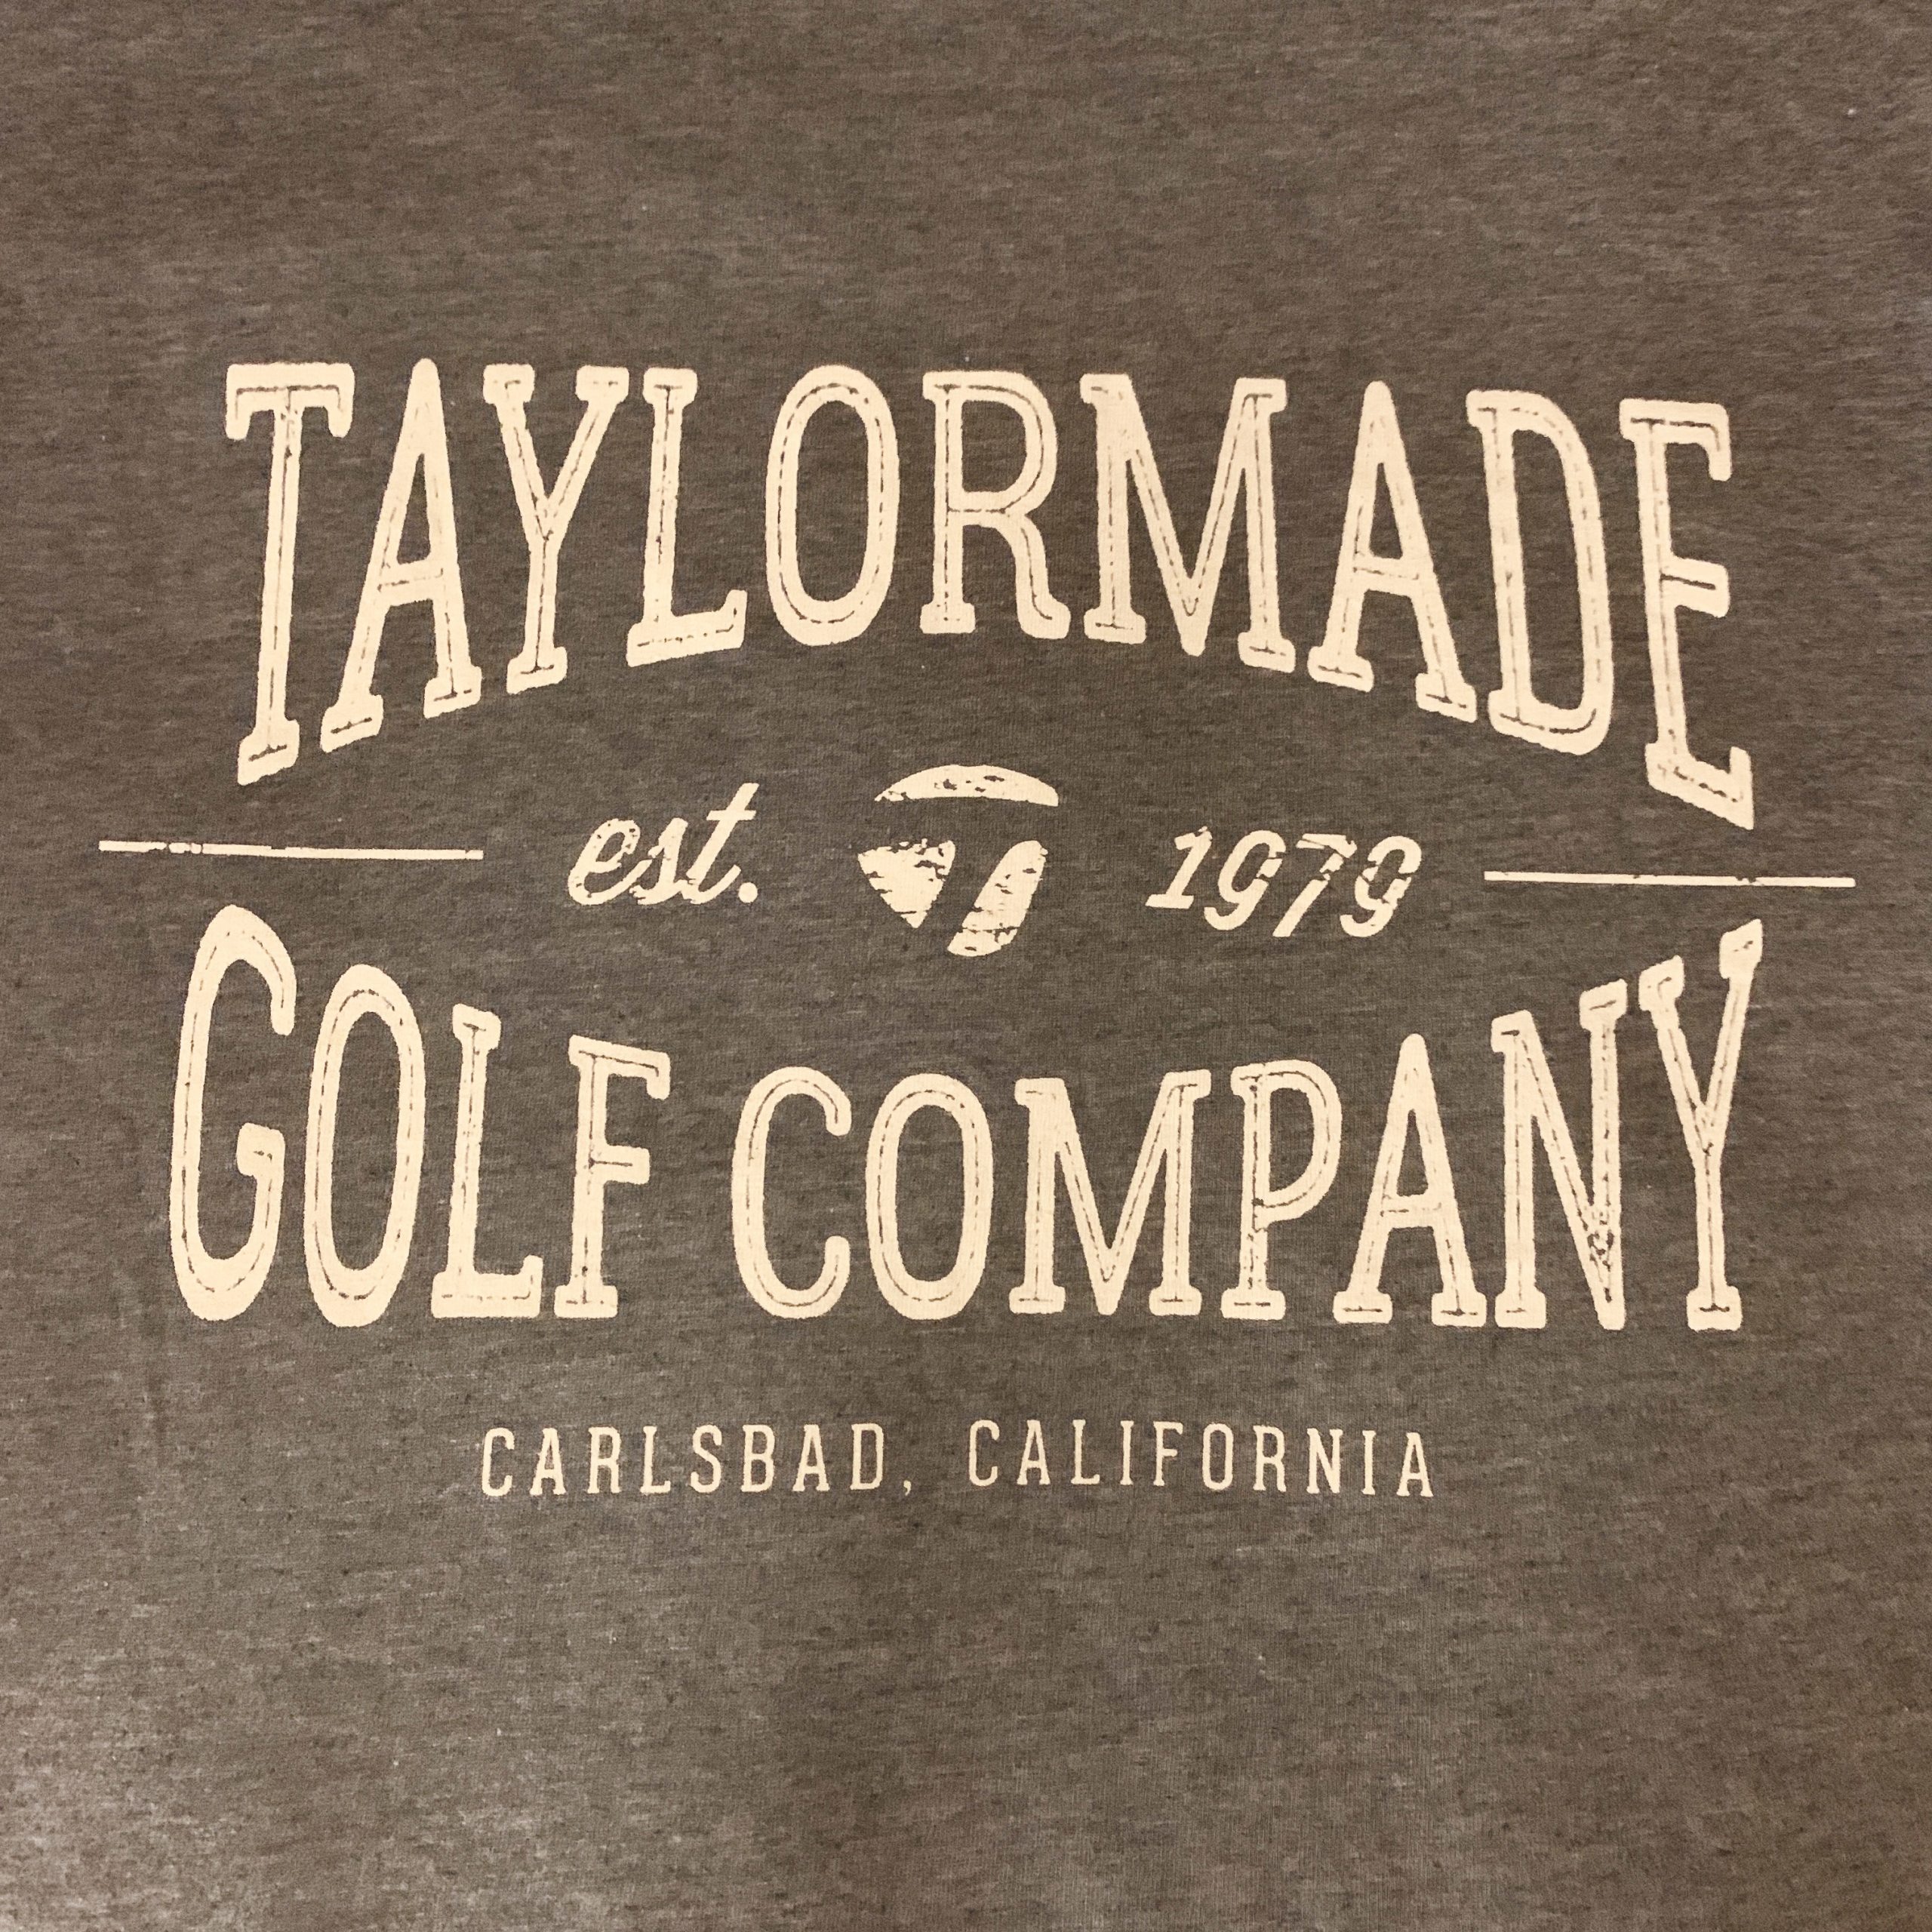 TAYLORMADE
est. 1979
GOLF COMPANY
CARLSBAD, CALIFORNIA